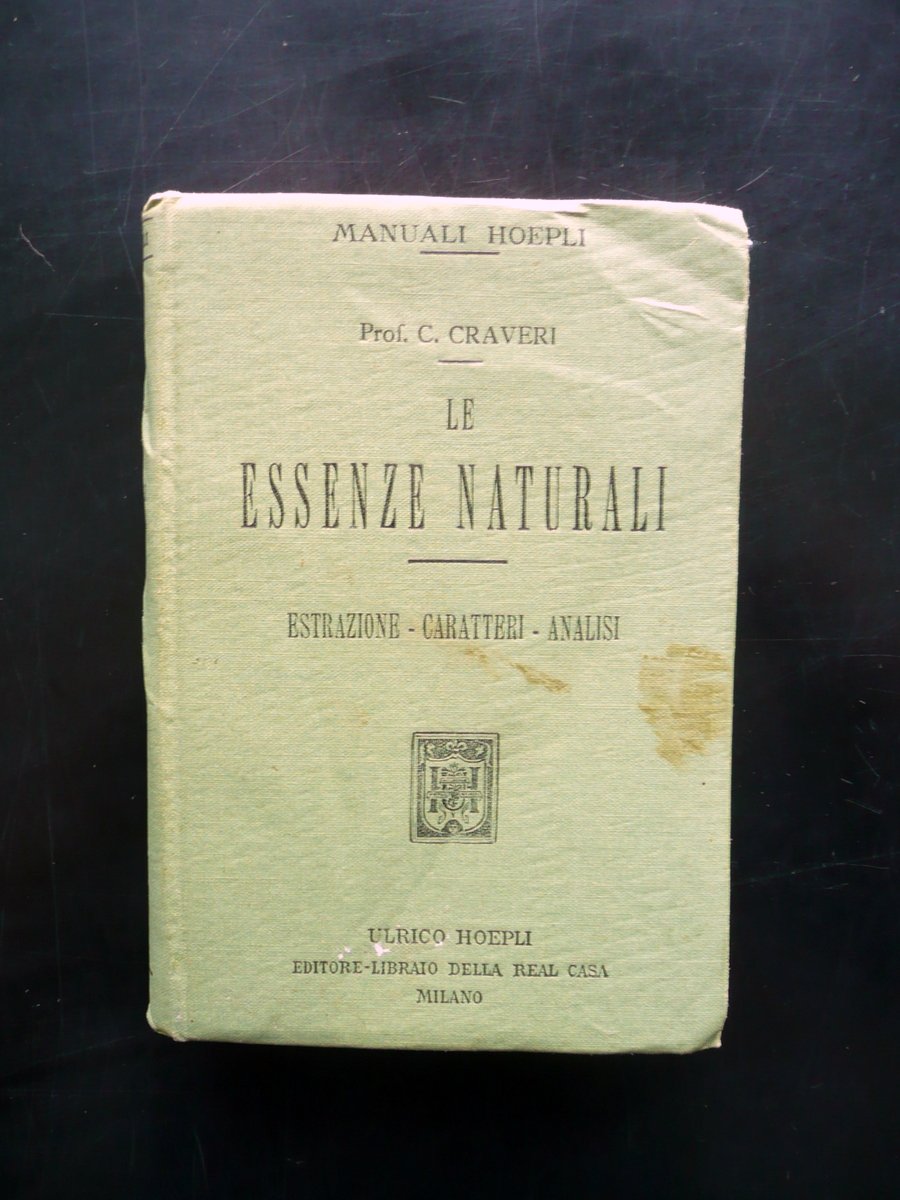 MANUALI HOEPLI
Prof. C. CRAVERI
LE
ESSENZE NATURALI
ESTRAZIONE - CARATTERI - ANALISI
ULRICO HOEPLI
EDITORE-LIBRAIO DELLA REAL CASA
MILANO